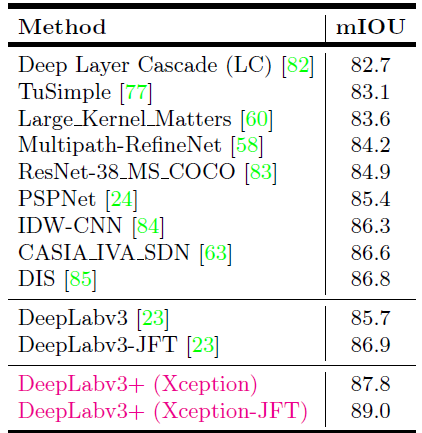 Method mIOU
Deep Layer Cascade (LC) [82] 82.7
TuSimple [77] 83.1
Large_Kernel_Matters [60] 83.6
Multipath-RefineNet [58] 84.2
ResNet-38_MS_COCO [83] 84.9
PSPNet [24] 85.4
IDW-CNN [84] 86.3
CASIA_IVA_SDN [63] 86.6
DIS [85] 86.8
DeepLabv3 [23] 85.7
DeepLabv3-JFT [23] 86.9
DeepLabv3+ (Xception) 87.8
DeepLabv3+ (Xception-JFT) 89.0